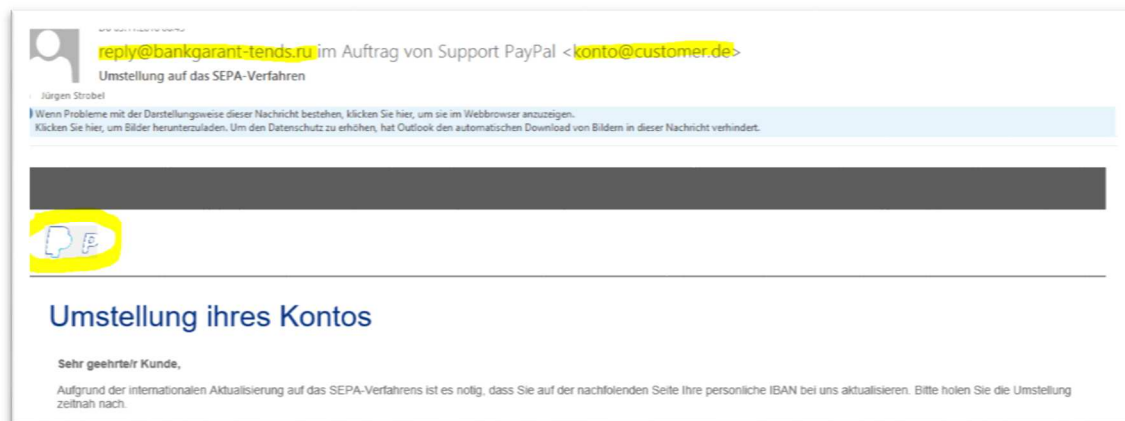 reply@bankgarant-tends.ru im Auftrag von Support PayPal <konto@customer.de>
Umstellung auf das SEPA-Verfahren
Jürgen Strobel
Wenn Probleme mit der Darstellungsweise dieser Nachricht bestehen, klicken Sie hier, um sie im Webbrowser anzuzeigen.
Klicken Sie hier, um Bilder herunterzuladen. Um den Datenschutz zu erhöhen, hat Outlook den automatischen Download von Bildern in dieser Nachricht verhindert.
Umstellung ihres Kontos
Sehr geehrte/r Kunde,
Aufgrund der internationalen Aktualisierung auf das SEPA-Verfahrens ist es notig, dass Sie auf der nachfolenden Seite Ihre personliche IBAN bei uns aktualisieren. Bitte holen Sie die Umstellung
zeitnah nach.